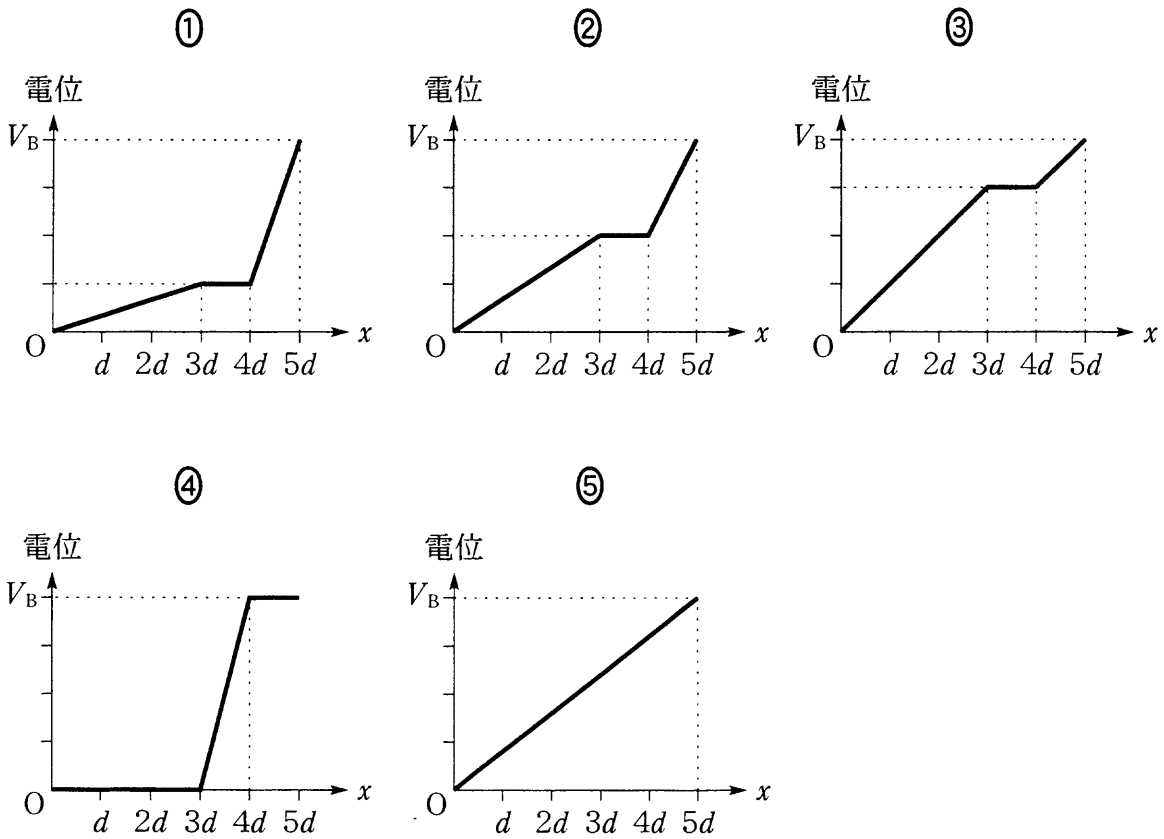 ① ② ③
電位 電位 電位
V_B V_B V_B
O d 2d 3d 4d 5d x O d 2d 3d 4d 5d x O d 2d 3d 4d 5d x
④ ⑤
電位 電位
V_B V_B
O d 2d 3d 4d 5d x O d 2d 3d 4d 5d x